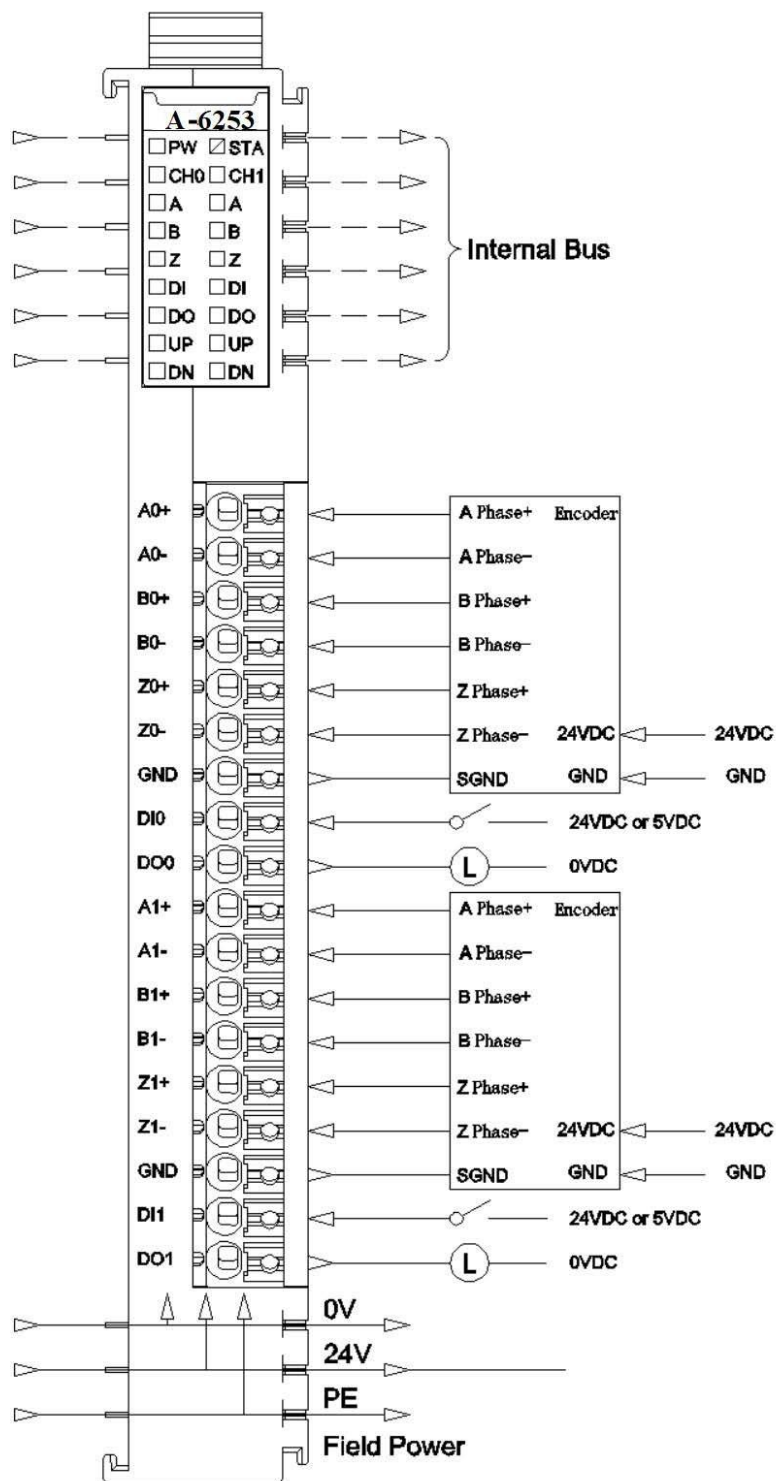 A-6253
PW STA
CH0 CH1
A A
B B
Z Z
DI DI
DO DO
UP UP
DN DN
Internal Bus
A0+ A Phase+ Encoder
A0- A Phase-
B0+ B Phase+
B0- B Phase-
Z0+ Z Phase+
Z0- Z Phase- 24VDC 24VDC
GND SGND GND GND
DI0 24VDC or 5VDC
DO0 L 0VDC
A1+ A Phase+ Encoder
A1- A Phase-
B1+ B Phase+
B1- B Phase-
Z1+ Z Phase+
Z1- Z Phase- 24VDC 24VDC
GND SGND GND GND
DI1 24VDC or 5VDC
DO1 L 0VDC
0V
24V
PE
Field Power